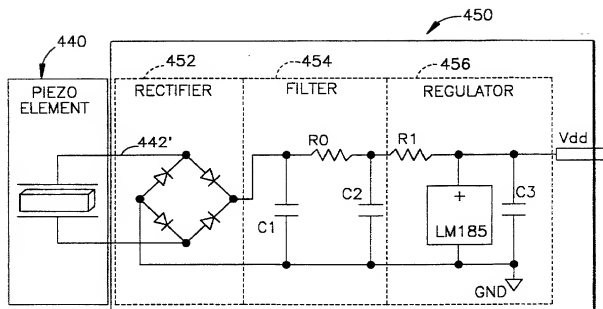 450
440
452
454
456
PIEZO
ELEMENT
RECTIFIER
FILTER
REGULATOR
442'
R0
R1
Vdd
C1
C2
+
LM185
C3
GND